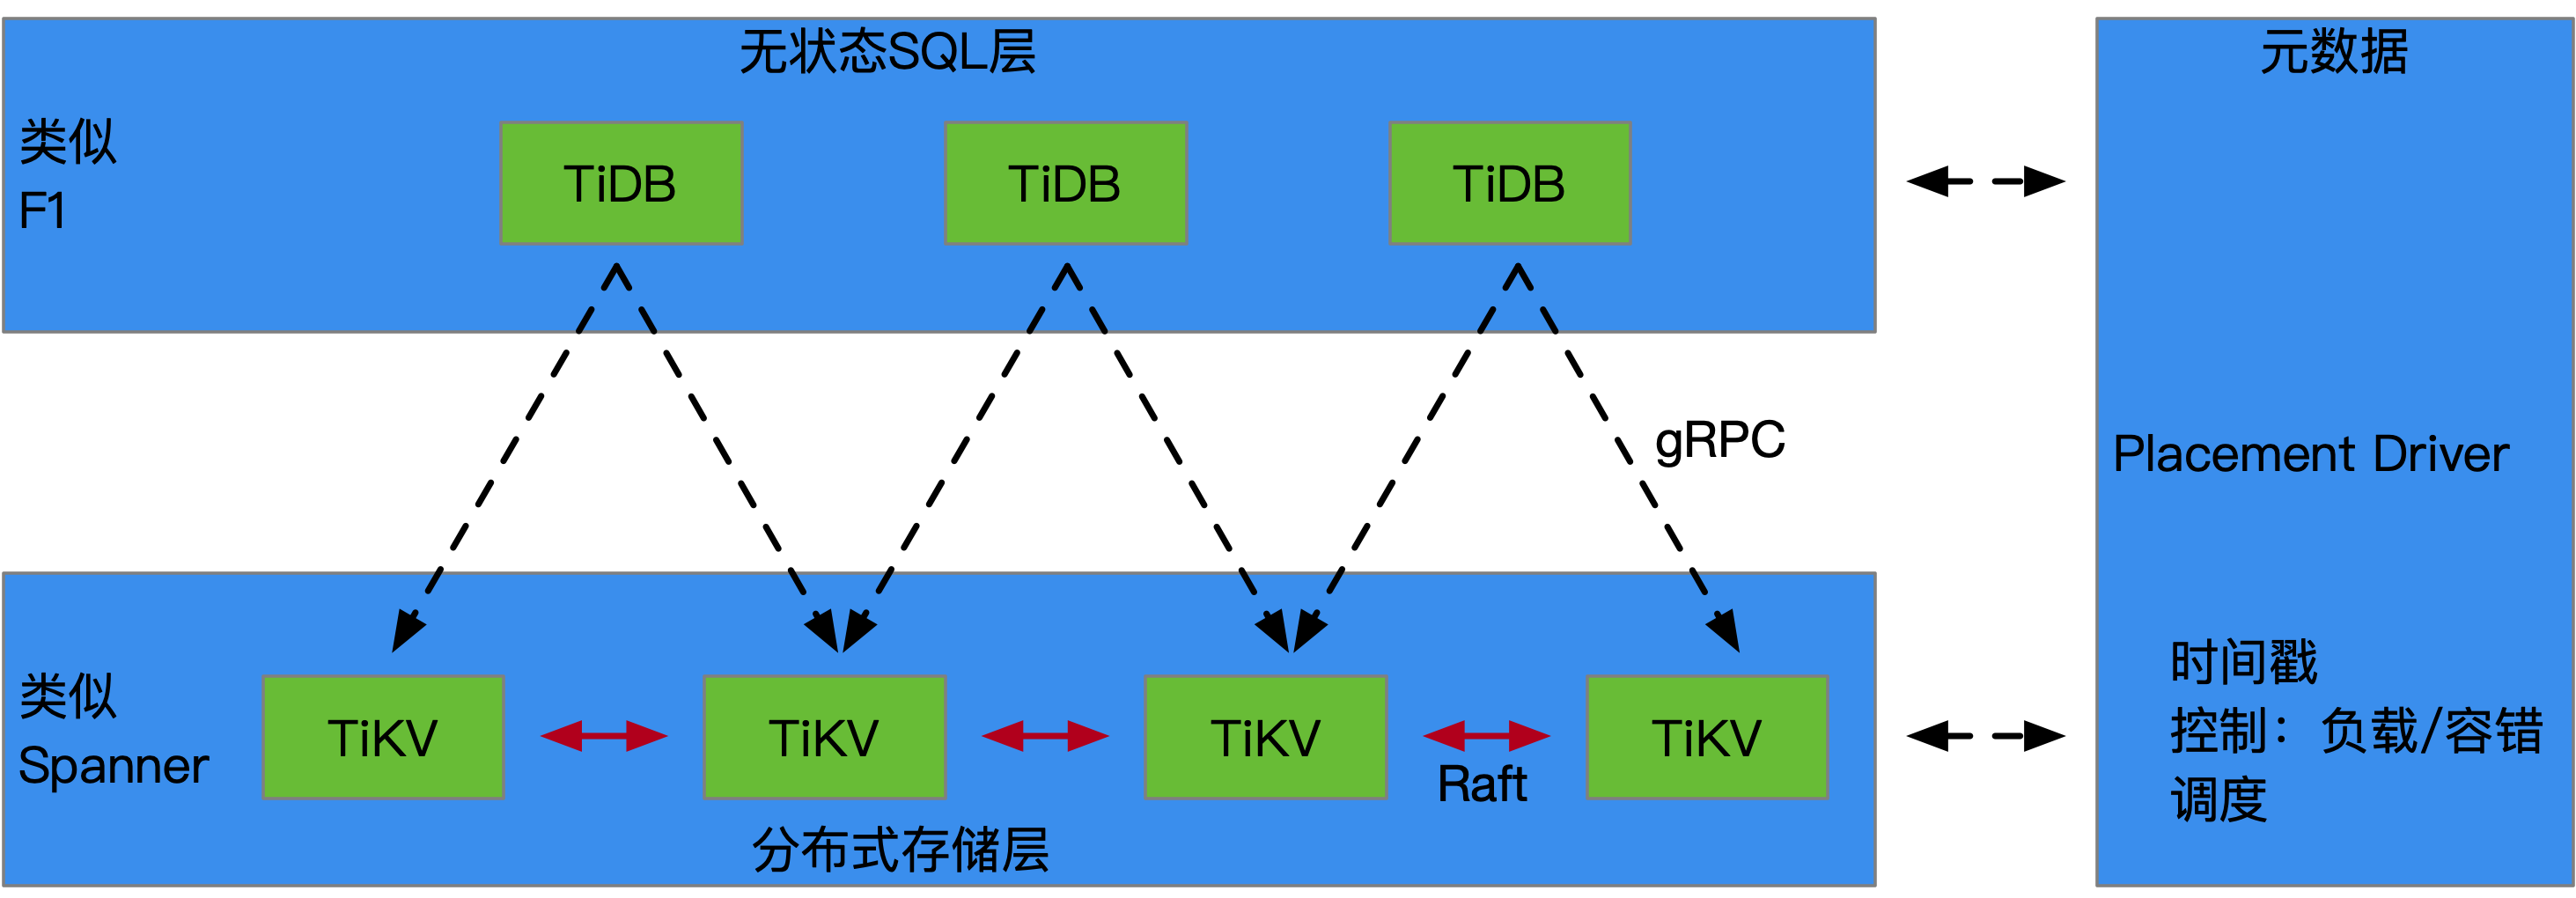 无状态SQL层
类似
F1
TiDB
TiDB
TiDB
gRPC
类似
Spanner
TiKV
TiKV
TiKV
TiKV
Raft
分布式存储层
元数据
Placement Driver
时间戳
控制：负载/容错
调度